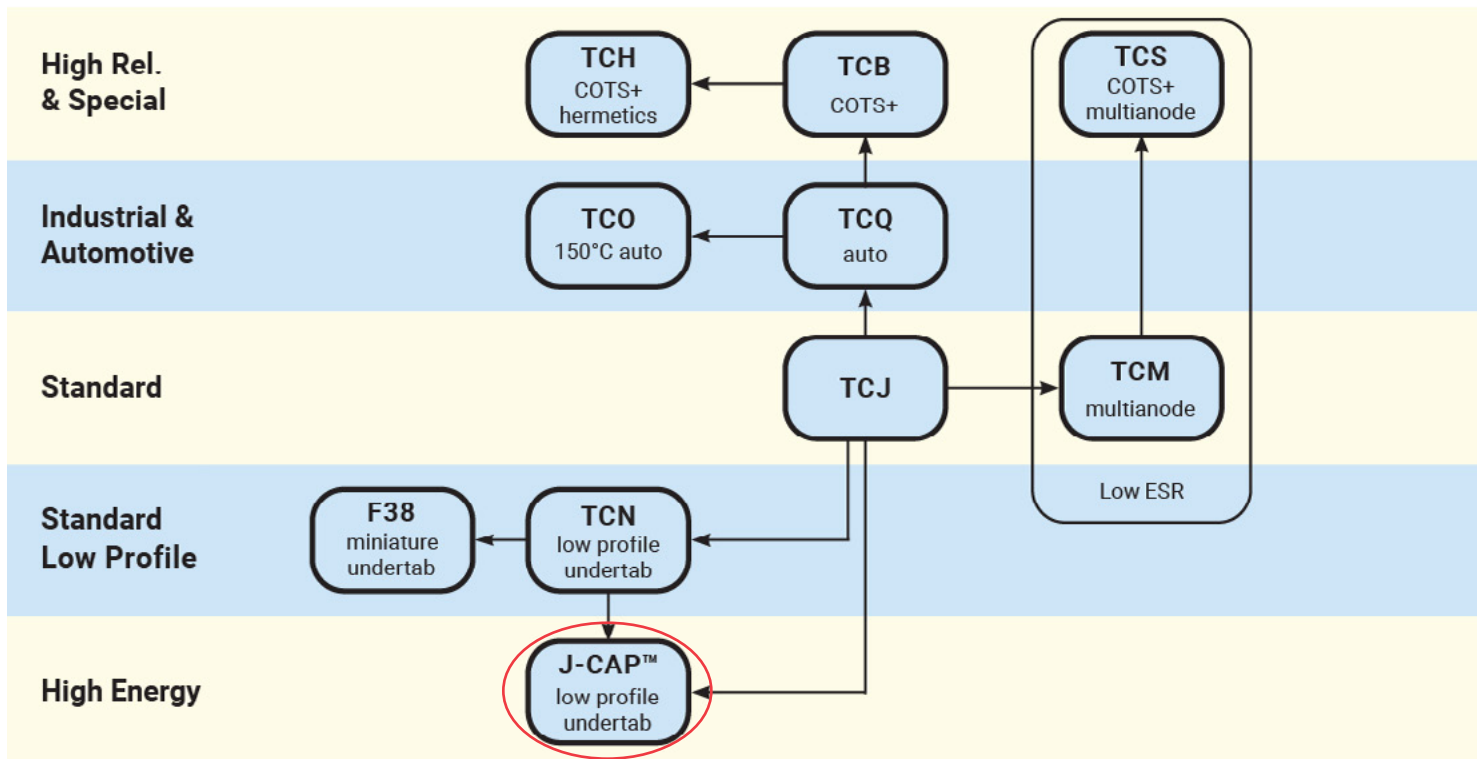 High Rel.
& Special
TCH
COTS+
hermetics
TCB
COTS+
TCS
COTS+
multianode
Industrial &
Automotive
TCO
150°C auto
TCQ
auto
Standard
TCJ
TCM
multianode
Low ESR
Standard
Low Profile
F38
miniature
undertab
TCN
low profile
undertab
High Energy
J-CAP™
low profile
undertab